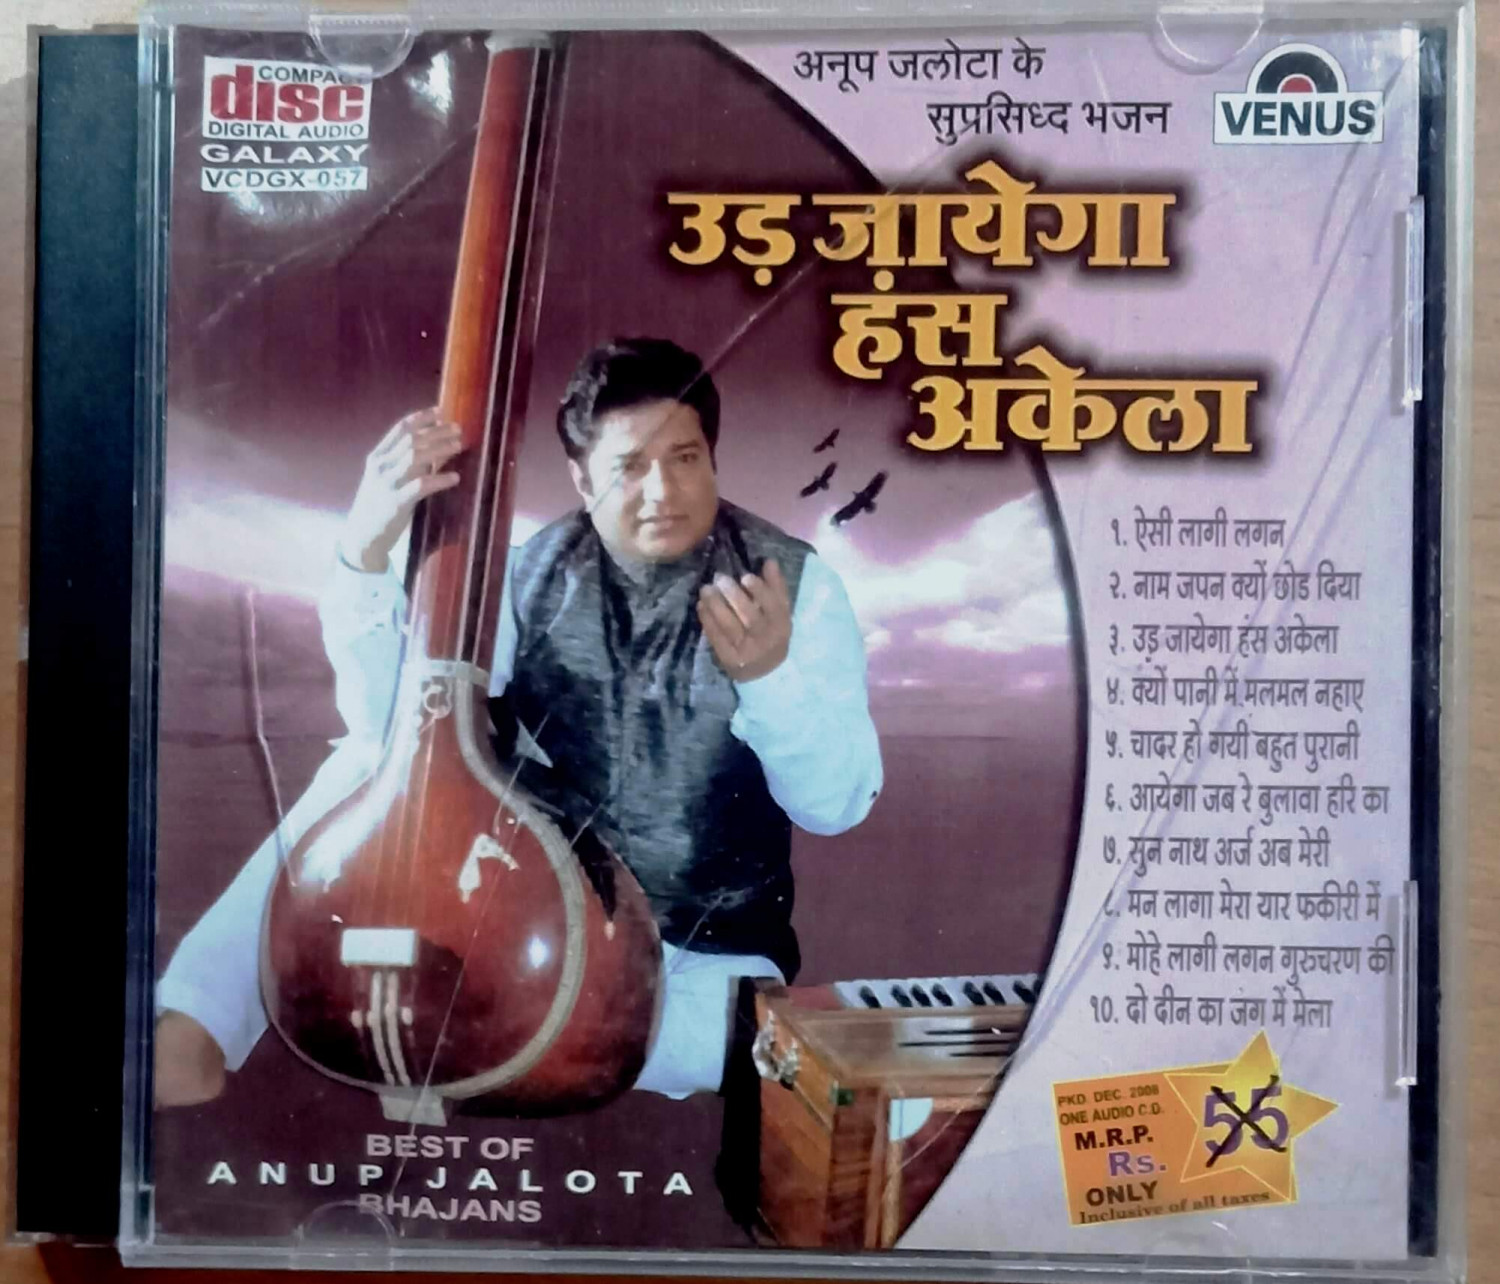 COMPACT
disc
DIGITAL AUDIO
GALAXY
VCDGX-057
अनूप जलोटा के
सुप्रसिध्द भजन
VENUS
उड़ जायेगा
हंस
अकेला
१. ऐसी लागी लगन
२. नाम जपन क्यों छोड दिया
३. उड़ जायेगा हंस अकेला
४. क्यों पानी में मलमल नहाए
५. चादर हो गयी बहुत पुरानी
६. आयेगा जब रे बुलावा हरि का
७. सुन नाथ अर्ज अब मेरी
८. मन लागा मेरा यार फकीरी में
९. मोहे लागी लगन गुरुचरण की
१०. दो दीन का जंग में मेला
PKD. DEC. 2008
ONE AUDIO C.D.
M.R.P.
Rs. 55
ONLY
Inclusive of all taxes
BEST OF
ANUP JALOTA
BHAJANS